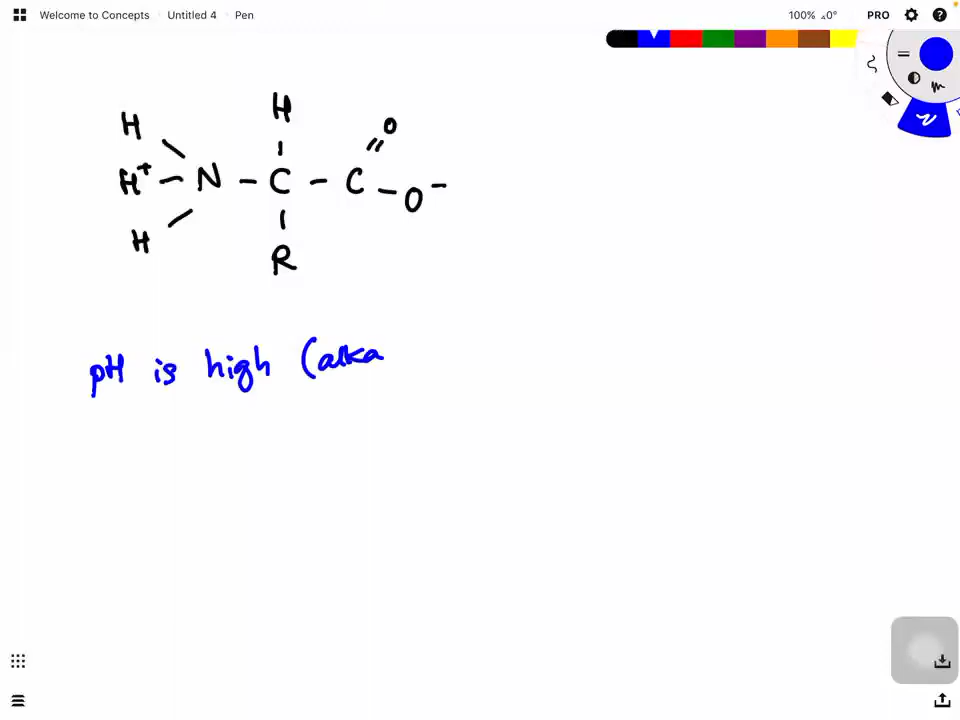 Welcome to Concepts Untitled 4 Pen 100% 0° PRO
H H O
H+ - N - C - C - O -
H R
pH is high (alka